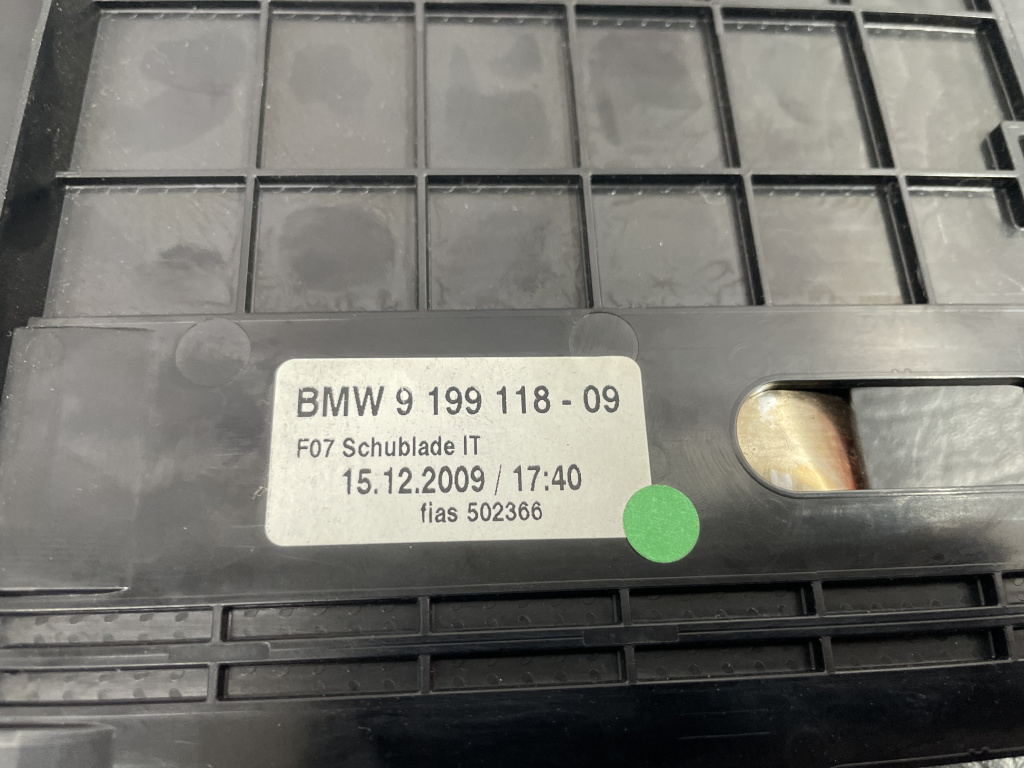 BMW 9 199 118 - 09
F07 Schublade IT
15.12.2009 / 17:40
fias 502366